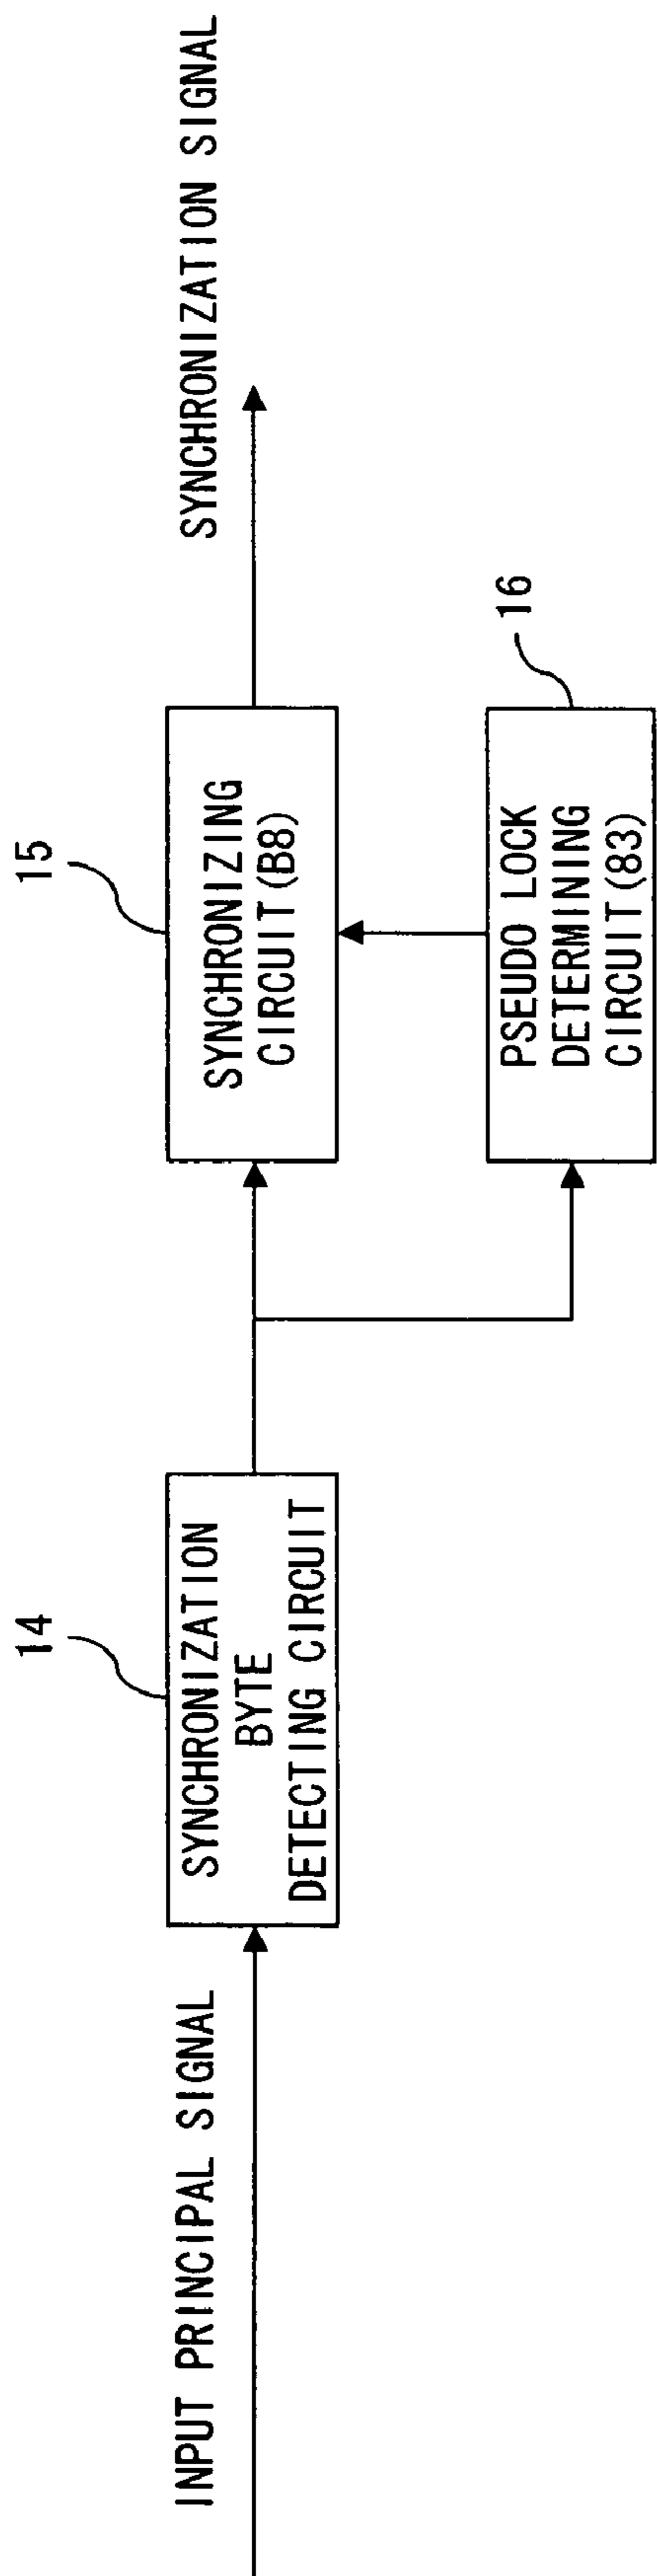 INPUT PRINCIPAL SIGNAL
14
SYNCHRONIZATION
BYTE
DETECTING CIRCUIT
15
SYNCHRONIZING
CIRCUIT(B8)
16
PSEUDO LOCK
DETERMINING
CIRCUIT(83)
SYNCHRONIZATION SIGNAL